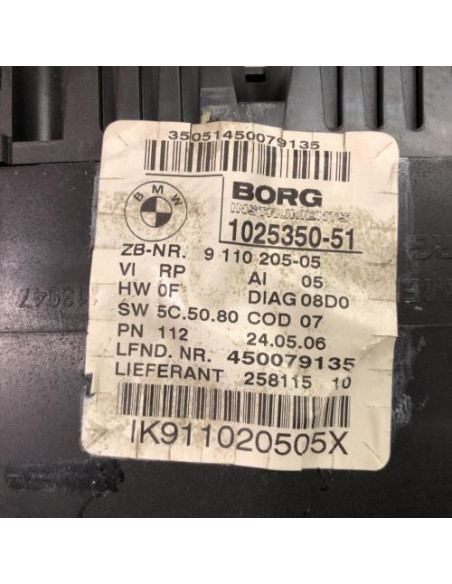 35051450079135
BMW
BORG
INSTRUMENTS
1025350-51
ZB-NR. 9 110 205-05
VI RP AI 05
HW 0F DIAG 08D0
SW 5C.50.80 COD 07
PN 112 24.05.06
LFND. NR. 450079135
LIEFERANT 258115 10
IK911020505X